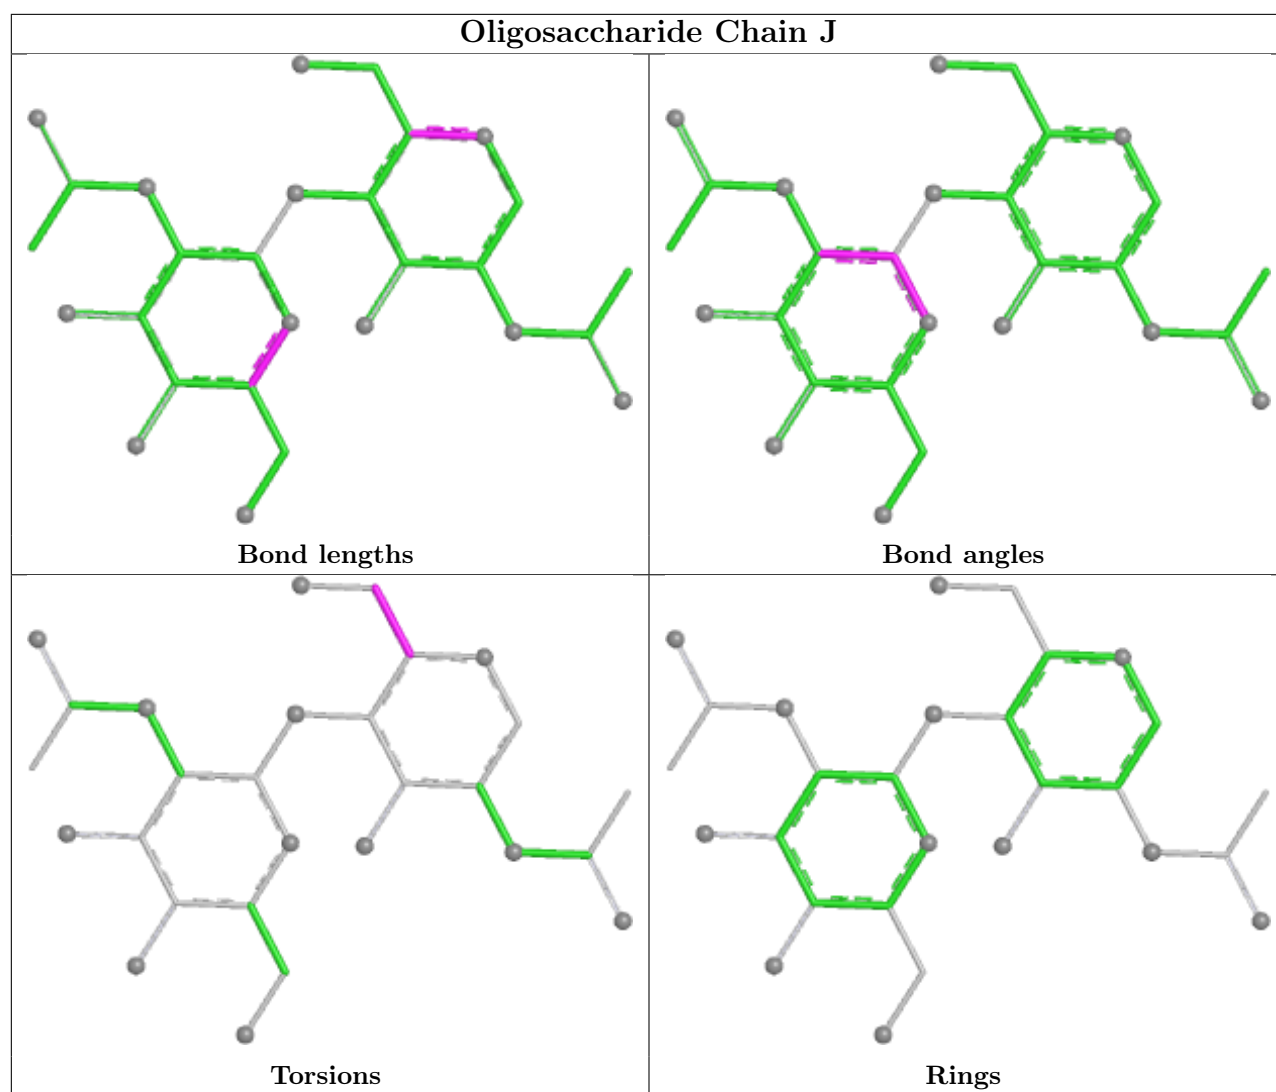 Oligosaccharide Chain J
Bond lengths
Bond angles
Torsions
Rings